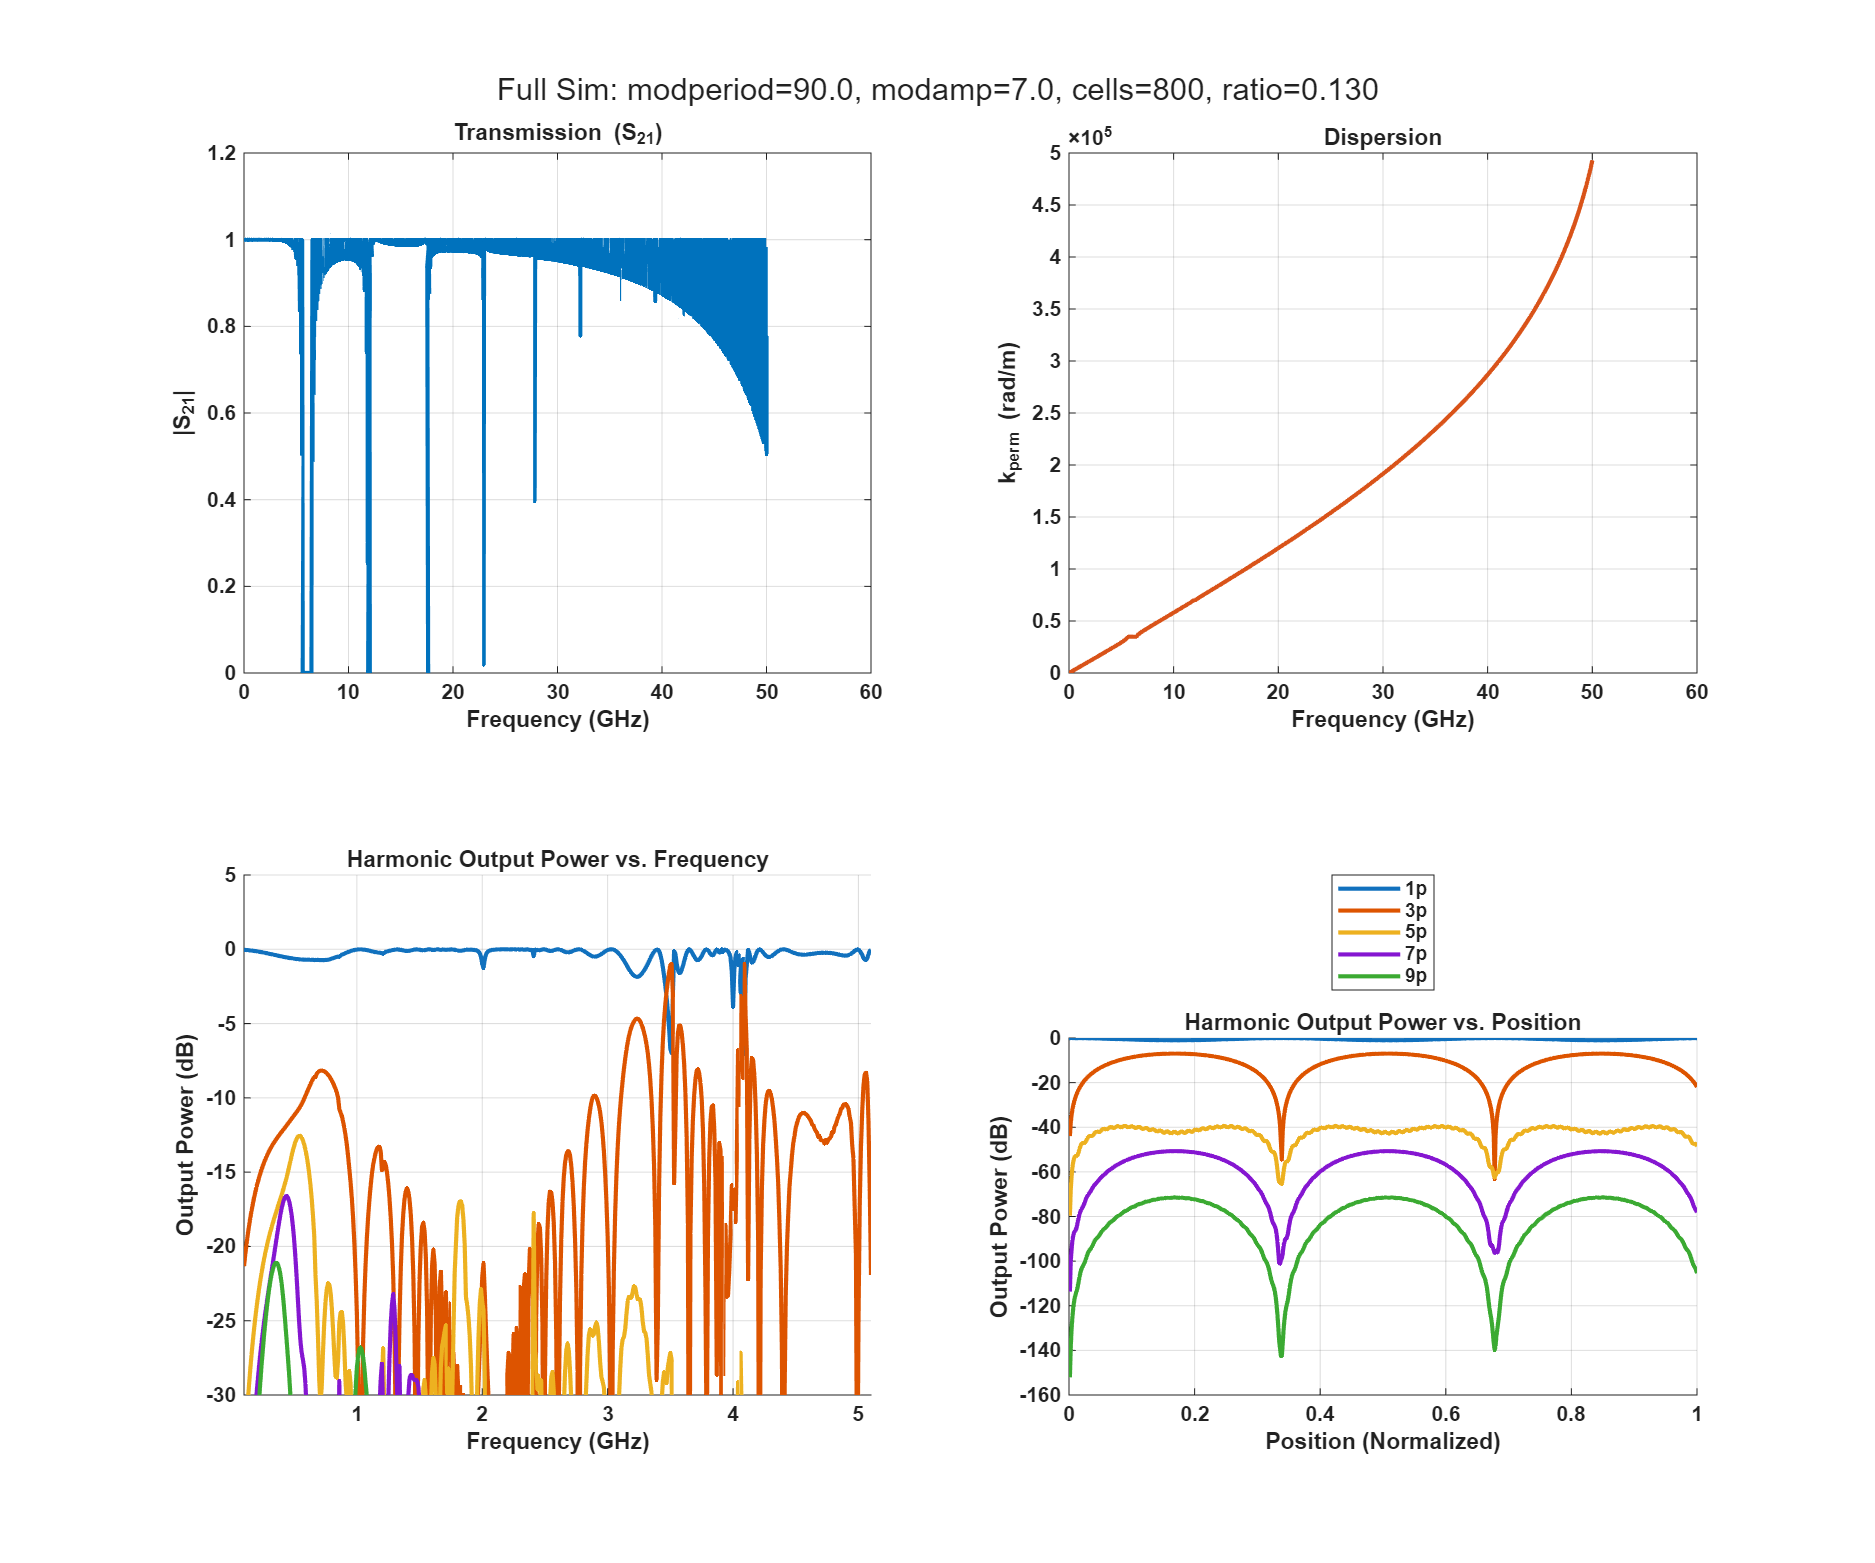 Full Sim: modperiod=90.0, modamp=7.0, cells=800, ratio=0.130
Transmission (S21)
1.2
1
0.8
0.6
0.4
0.2
0
0 10 20 30 40 50 60
|S21|
Frequency (GHz)
×10^5
Dispersion
5
4.5
4
3.5
3
2.5
2
1.5
1
0.5
0
0 10 20 30 40 50 60
kperm (rad/m)
Frequency (GHz)
Harmonic Output Power vs. Frequency
5
0
-5
-10
-15
-20
-25
-30
1 2 3 4 5
Output Power (dB)
Frequency (GHz)
1p
3p
5p
7p
9p
Harmonic Output Power vs. Position
0
-20
-40
-60
-80
-100
-120
-140
-160
0 0.2 0.4 0.6 0.8 1
Output Power (dB)
Position (Normalized)